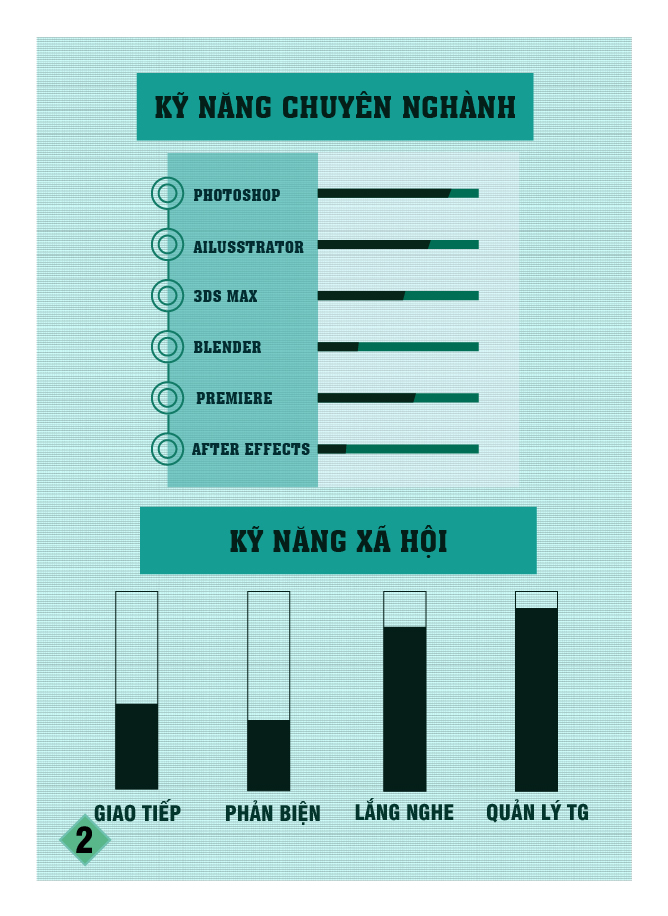 KỸ NĂNG CHUYÊN NGHÀNH
PHOTOSHOP
AILUSSTRATOR
3DS MAX
BLENDER
PREMIERE
AFTER EFFECTS
KỸ NĂNG XÃ HỘI
GIAO TIẾP PHẢN BIỆN LẮNG NGHE QUẢN LÝ TG
2